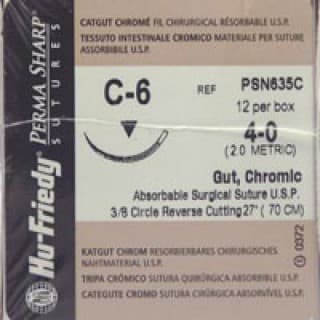 CATGUT CHROMÉ FIL CHIRURGICAL RÉSORBABLE U.S.P.
TESSUTO INTESTINALE CROMICO MATERIALE PER SUTURE
ASSORBIBILE U.S.P.
C-6
REF PSN635C
12 per box
4-0
(2.0 METRIC)
Gut, Chromic
Absorbable Surgical Suture U.S.P.
3/8 Circle Reverse Cutting 27" ( 70 CM)
KATGUT CHROM RESORBIERBARES CHIRURGISCHES
NAHTMATERIAL U.S.P.
TRIPA CRÓMICO SUTURA QUIRÚRGICA ABSORBIBLE U.S.P.
CATEGUTE CROMO SUTURA CIRÚRGICA ABSORVÍVEL U.S.P.
Hu-Friedy PERMA SHARP
SUTURES
0372